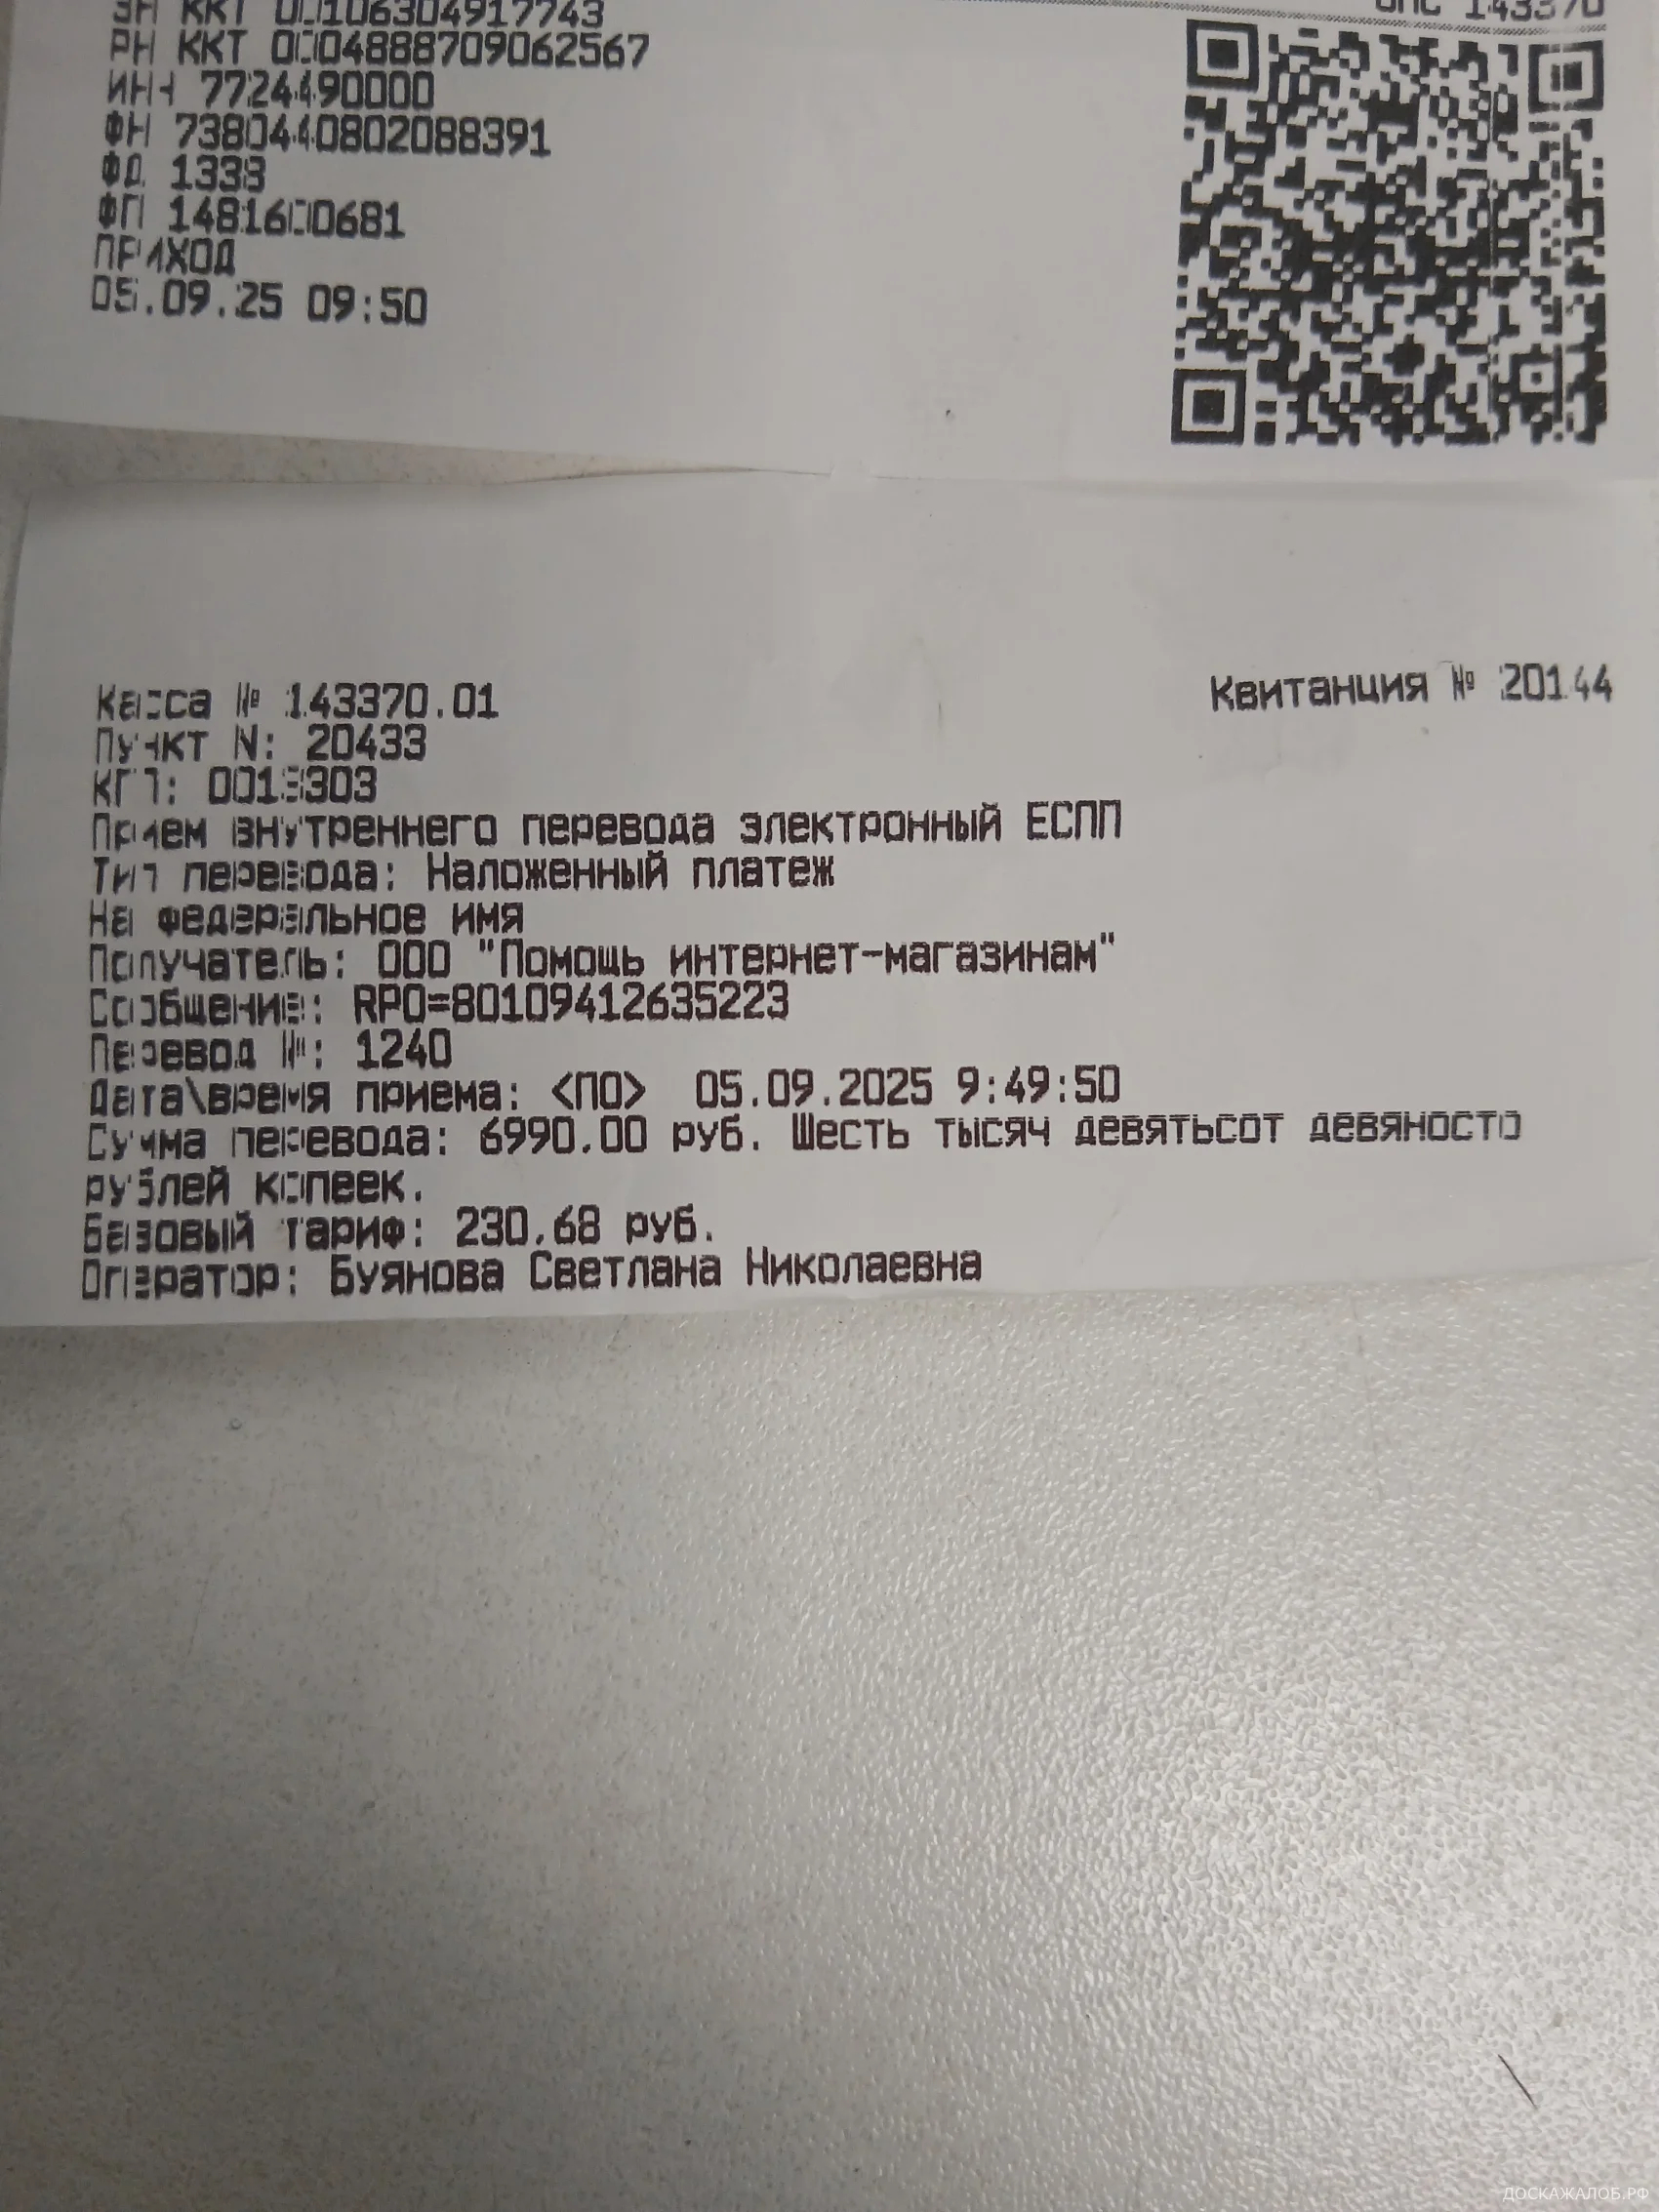 ЗН ККТ 00106304917743
ОПС 143370
РН ККТ 0004888709062567
ИНН 7724490000
ФН 7380440802088391
ФД 1338
ФП 1481600681
ПРИХОД
05.09.25 09:50
Касса № 143370.01
Квитанция № 20144
Пункт N: 20433
КПП: 0013303
Прием внутреннего перевода электронный ЕСПП
Тип перевода: Наложенный платеж
На федеральное имя
Получатель: ООО "Помощь интернет-магазинам"
Сообщение: RPO=80109412635223
Перевод №: 1240
Дата\время приема: <ПО> 05.09.2025 9:49:50
Сумма перевода: 6990.00 руб. Шесть тысяч девятьсот девяносто
рублей копеек.
Базовый тариф: 230.68 руб.
Оператор: Буянова Светлана Николаевна
ДОСКАЖАЛОБ.РФ